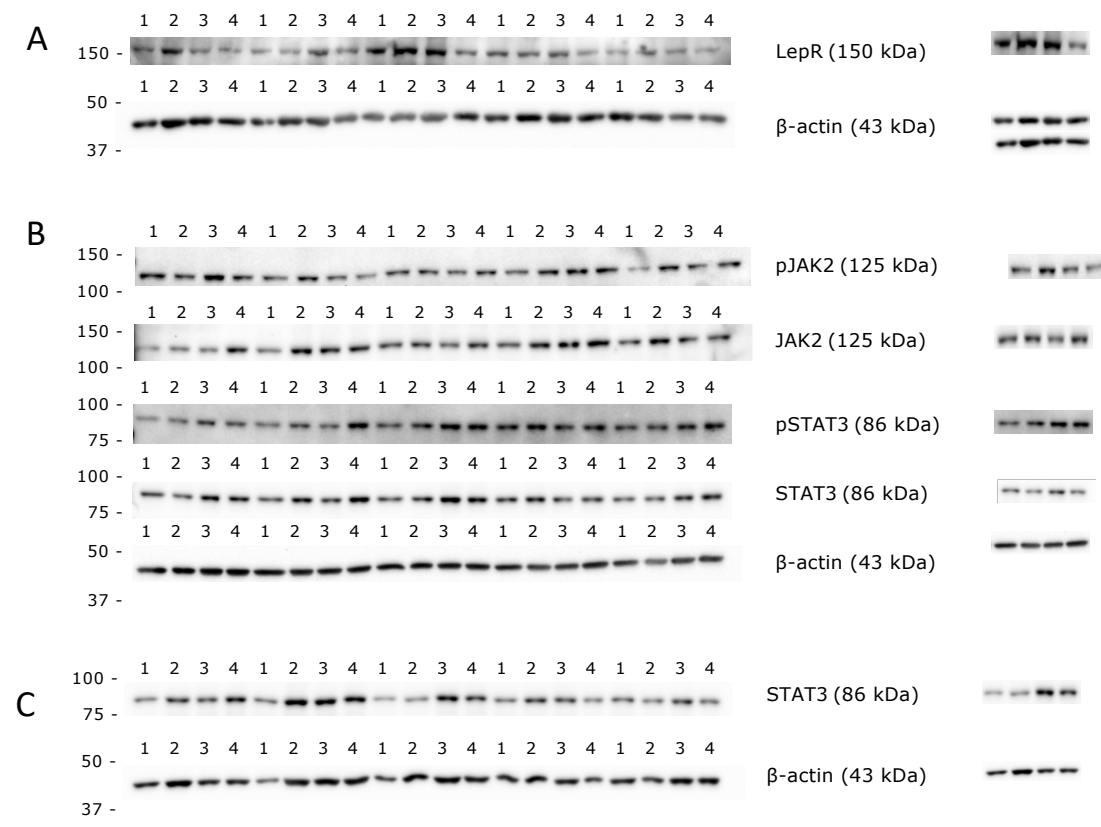 A
1 2 3 4 1 2 3 4 1 2 3 4 1 2 3 4 1 2 3 4
150 -
LepR (150 kDa)
1 2 3 4 1 2 3 4 1 2 3 4 1 2 3 4 1 2 3 4
50 -
β-actin (43 kDa)
37 -
B
1 2 3 4 1 2 3 4 1 2 3 4 1 2 3 4 1 2 3 4
150 -
pJAK2 (125 kDa)
100 -
1 2 3 4 1 2 3 4 1 2 3 4 1 2 3 4 1 2 3 4
150 -
JAK2 (125 kDa)
100 -
1 2 3 4 1 2 3 4 1 2 3 4 1 2 3 4 1 2 3 4
100 -
pSTAT3 (86 kDa)
75 -
1 2 3 4 1 2 3 4 1 2 3 4 1 2 3 4 1 2 3 4
100 -
STAT3 (86 kDa)
75 -
1 2 3 4 1 2 3 4 1 2 3 4 1 2 3 4 1 2 3 4
50 -
β-actin (43 kDa)
37 -
C
1 2 3 4 1 2 3 4 1 2 3 4 1 2 3 4 1 2 3 4
100 -
STAT3 (86 kDa)
75 -
1 2 3 4 1 2 3 4 1 2 3 4 1 2 3 4 1 2 3 4
50 -
β-actin (43 kDa)
37 -